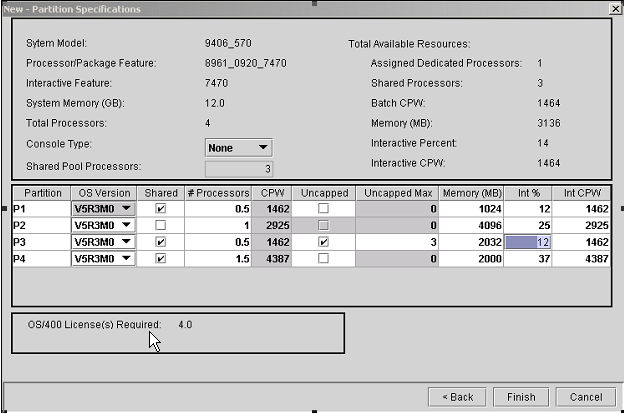 New - Partition Specifications
Sytem Model: 9406_570 Total Available Resources:
Processor/Package Feature: 8961_0920_7470 Assigned Dedicated Processors: 1
Interactive Feature: 7470 Shared Processors: 3
System Memory (GB): 12.0 Batch CPW: 1464
Total Processors: 4 Memory (MB): 3136
Console Type: None Interactive Percent: 14
Shared Pool Processors: 3 Interactive CPW: 1464
Partition OS Version Shared # Processors CPW Uncapped Uncapped Max Memory (MB) Int % Int CPW
P1 V5R3M0 0.5 1462 0 1024 12 1462
P2 V5R3M0 1 2925 0 4096 25 2925
P3 V5R3M0 0.5 1462 3 2032 12 1462
P4 V5R3M0 1.5 4387 0 2000 37 4387
OS/400 License(s) Required: 4.0
< Back Finish Cancel